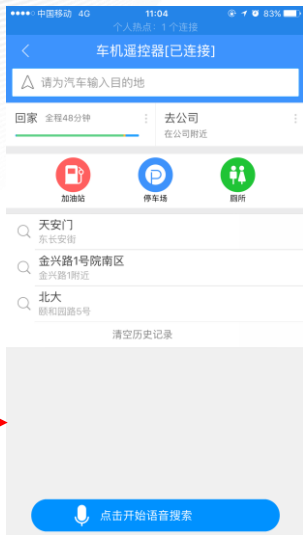 中国移动 4G 11:04 83%
个人热点：1 个连接
车机遥控器[已连接]
请为汽车输入目的地
回家 全程48分钟
去公司
在公司附近
加油站 停车场 厕所
天安门
东长安街
金兴路1号院南区
金兴路1附近
北大
颐和园路5号
清空历史记录
点击开始语音搜索